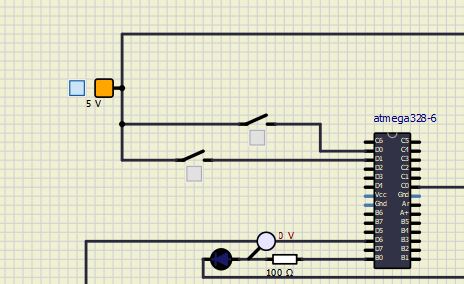 5 V
atmega328-6
C6 C5
D0 C4
D1 C3
D2 C2
D3 C1
D4 C0
Vcc Gnd
Gnd Ar
B6 A+
B7 B5
D5 B4
D6 B3
D7 B2
B0 B1
0 V
100 Ω